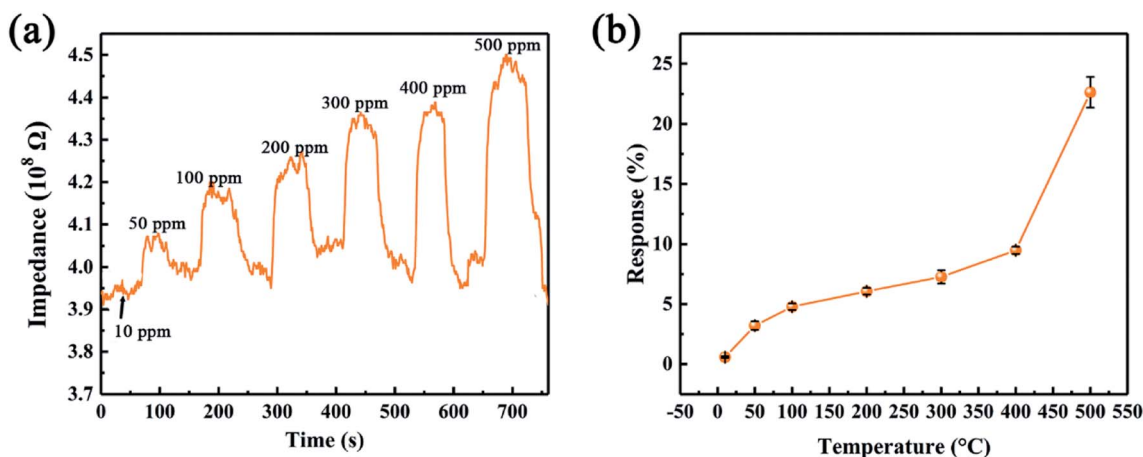 (a)
Impedance (10⁸ Ω)
4.5
4.4
4.3
4.2
4.1
4.0
3.9
3.8
3.7
10 ppm
50 ppm
100 ppm
200 ppm
300 ppm
400 ppm
500 ppm
0 100 200 300 400 500 600 700
Time (s)
(b)
Response (%)
25
20
15
10
5
0
-50 0 50 100 150 200 250 300 350 400 450 500 550
Temperature (°C)